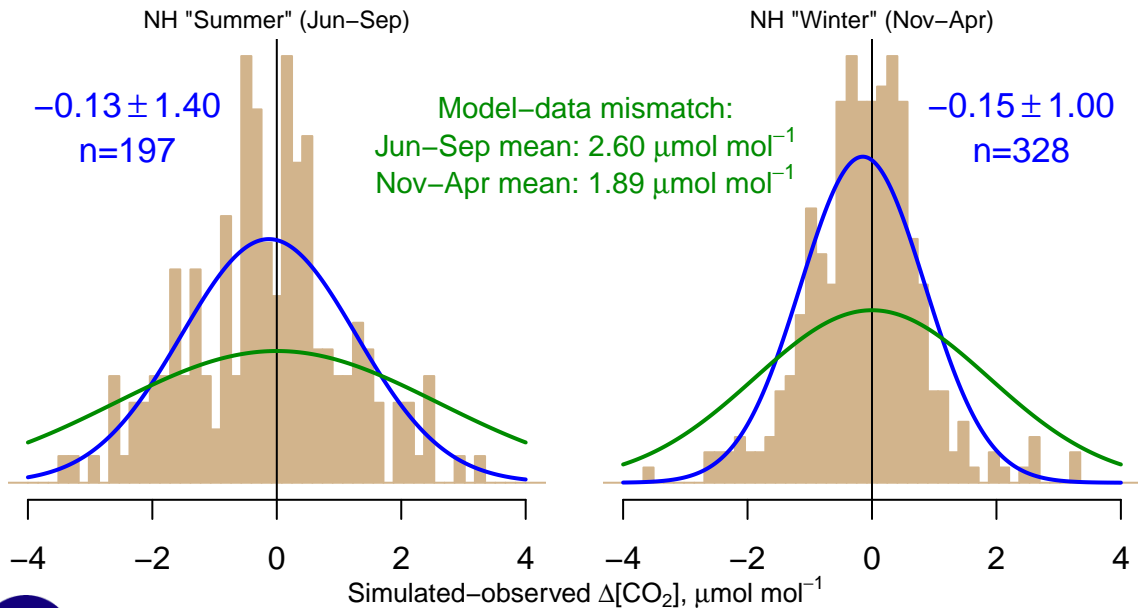 NH "Summer" (Jun−Sep)
NH "Winter" (Nov−Apr)
−0.13 ± 1.40
n=197
Model−data mismatch:
Jun−Sep mean: 2.60 μmol mol⁻¹
Nov−Apr mean: 1.89 μmol mol⁻¹
−0.15 ± 1.00
n=328
−4 −2 0 2 4
−4 −2 0 2 4
Simulated−observed Δ[CO₂], μmol mol⁻¹